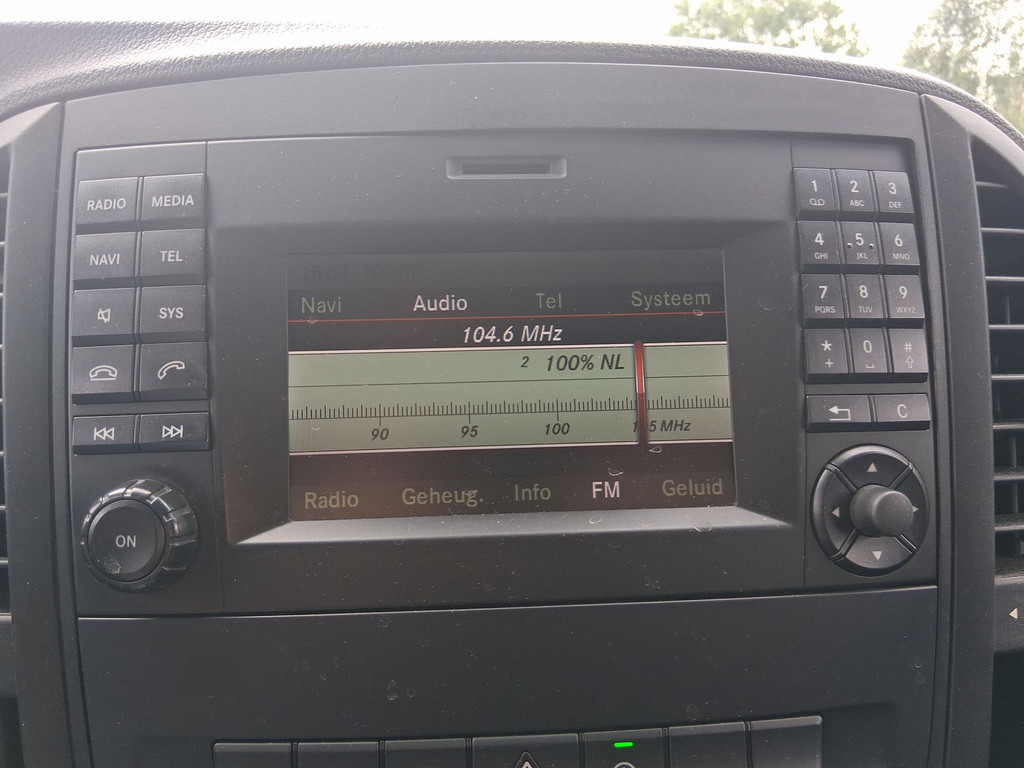 RADIO MEDIA
NAVI TEL
SYS
ON
Navi Audio Tel Systeem
104.6 MHz
2 100% NL
90 95 100 MHz
Radio Geheug. Info FM Geluid
1 2 ABC 3 DEF
4 GHI 5 JKL 6 MNO
7 PQRS 8 TUV 9 WXYZ
* + 0 #
C